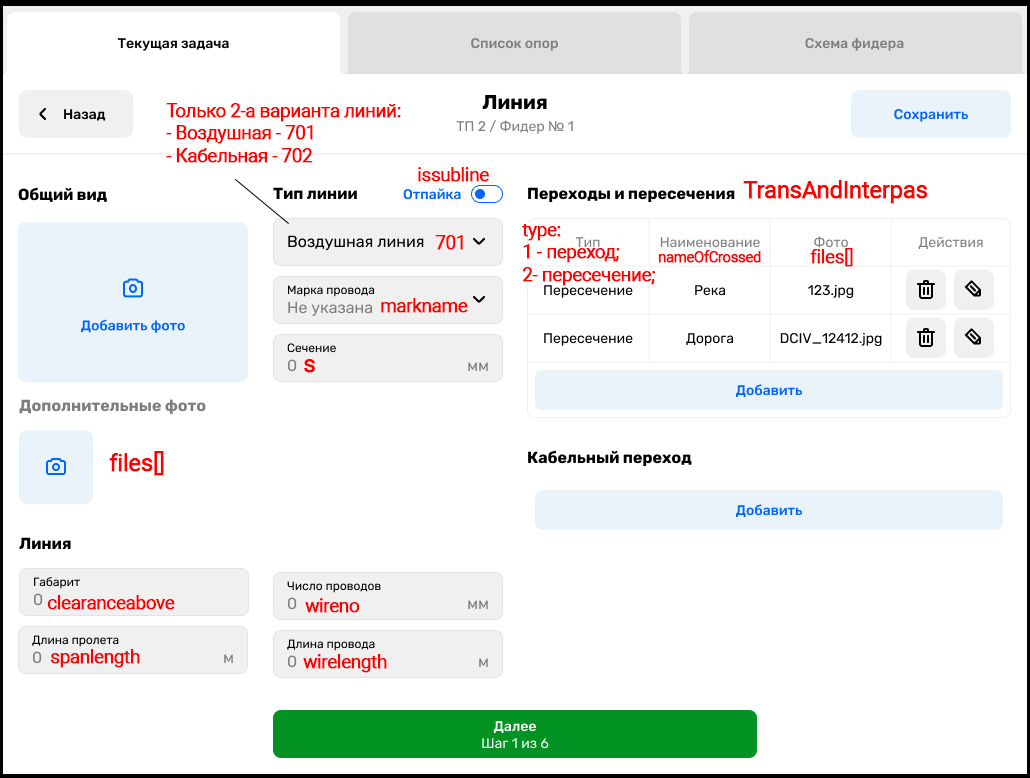 Текущая задача
Список опор
Схема фидера
Назад
Только 2-а варианта линий:
- Воздушная - 701
- Кабельная - 702
Линия
ТП 2 / Фидер № 1
Сохранить
Общий вид
Добавить фото
Дополнительные фото
files[]
Тип линии
issubline
Отпайка
Воздушная линия 701
Марка провода
Не указана markname
Сечение
0 S мм
Переходы и пересечения TransAndInterpas
type:
1 - переход;
2- пересечение;
Тип
Наименование
nameOfCrossed
Фото
files[]
Действия
Пересечение Река 123.jpg
Пересечение Дорога DCIV_12412.jpg
Добавить
Кабельный переход
Добавить
Линия
Габарит
0 clearanceabove
Число проводов
0 wireno мм
Длина пролета
0 spanlength м
Длина провода
0 wirelength м
Далее
Шаг 1 из 6